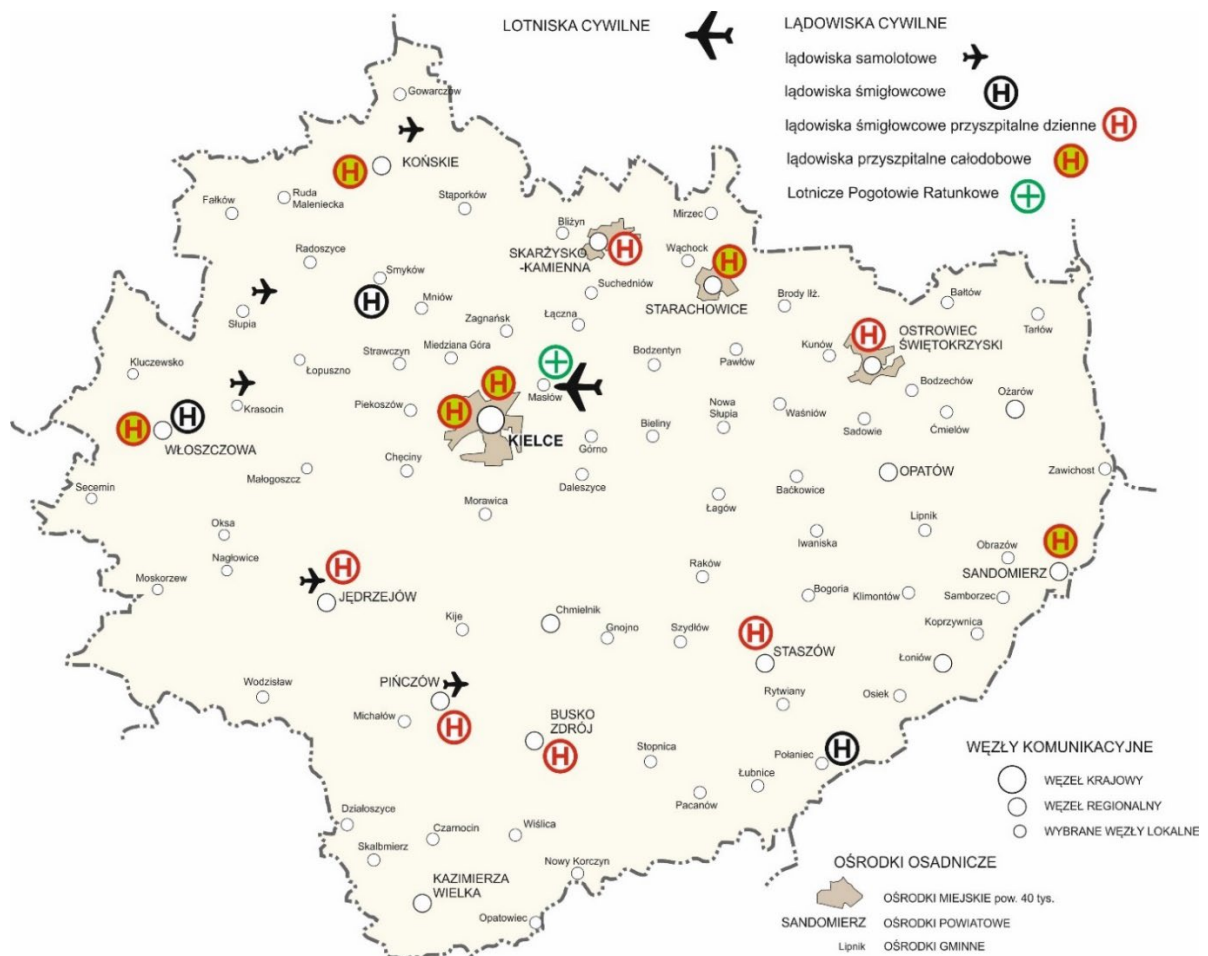 LOTNISKA CYWILNE
LĄDOWISKA CYWILNE
lądowiska samolotowe
lądowiska śmigłowcowe
H
lądowiska śmigłowcowe przyszpitalne dzienne
H
lądowiska przyszpitalne całodobowe
H
Lotnicze Pogotowie Ratunkowe
Gowarczów
H
KOŃSKIE
Ruda
Maleniecka
Fałków
Stąporków
Mirzec
Bliżyn
SKARŻYSKO
-KAMIENNA
H
Wąchock
H
Radoszyce
Smyków
H
Mniów
Suchedniów
STARACHOWICE
Brody Iłż.
Bałtów
Tarłów
Słupia
Zagnańsk
Łączna
H
OSTROWIEC
ŚWIĘTOKRZYSKI
Kunów
Kluczewsko
Łopuszno
Strawczyn
Miedziana Góra
Bodzentyn
Pawłów
Bodzechów
Ożarów
Masłów
H
H
Krasocin
Piekoszów
H
H
WŁOSZCZOWA
KIELCE
Górno
Bieliny
Nowa
Słupia
Waśniów
Sadowie
Ćmielów
Małogoszcz
Chęciny
Daleszyce
Baćkowice
OPATÓW
Zawichost
Secemin
Morawica
Łagów
Oksa
Iwaniska
Lipnik
H
Obrazów
Nagłowice
Moskorzew
H
JĘDRZEJÓW
Raków
Bogoria
Klimontów
SANDOMIERZ
Samborzec
Kije
Chmielnik
Gnojno
Szydłów
H
STASZÓW
Koprzywnica
Łoniów
Wodzisław
PIŃCZÓW
Michałów
H
BUSKO
ZDRÓJ
H
Rytwiany
Osiek
Stopnica
Połaniec
H
Łubnice
Pacanów
WĘZŁY KOMUNIKACYJNE
WĘZEŁ KRAJOWY
WĘZEŁ REGIONALNY
WYBRANE WĘZŁY LOKALNE
Działoszyce
Czarnocin
Wiślica
Skalbmierz
Nowy Korczyn
KAZIMIERZA
WIELKA
Opatowiec
OŚRODKI OSADNICZE
OŚRODKI MIEJSKIE pow. 40 tys.
SANDOMIERZ OŚRODKI POWIATOWE
Lipnik OŚRODKI GMINNE